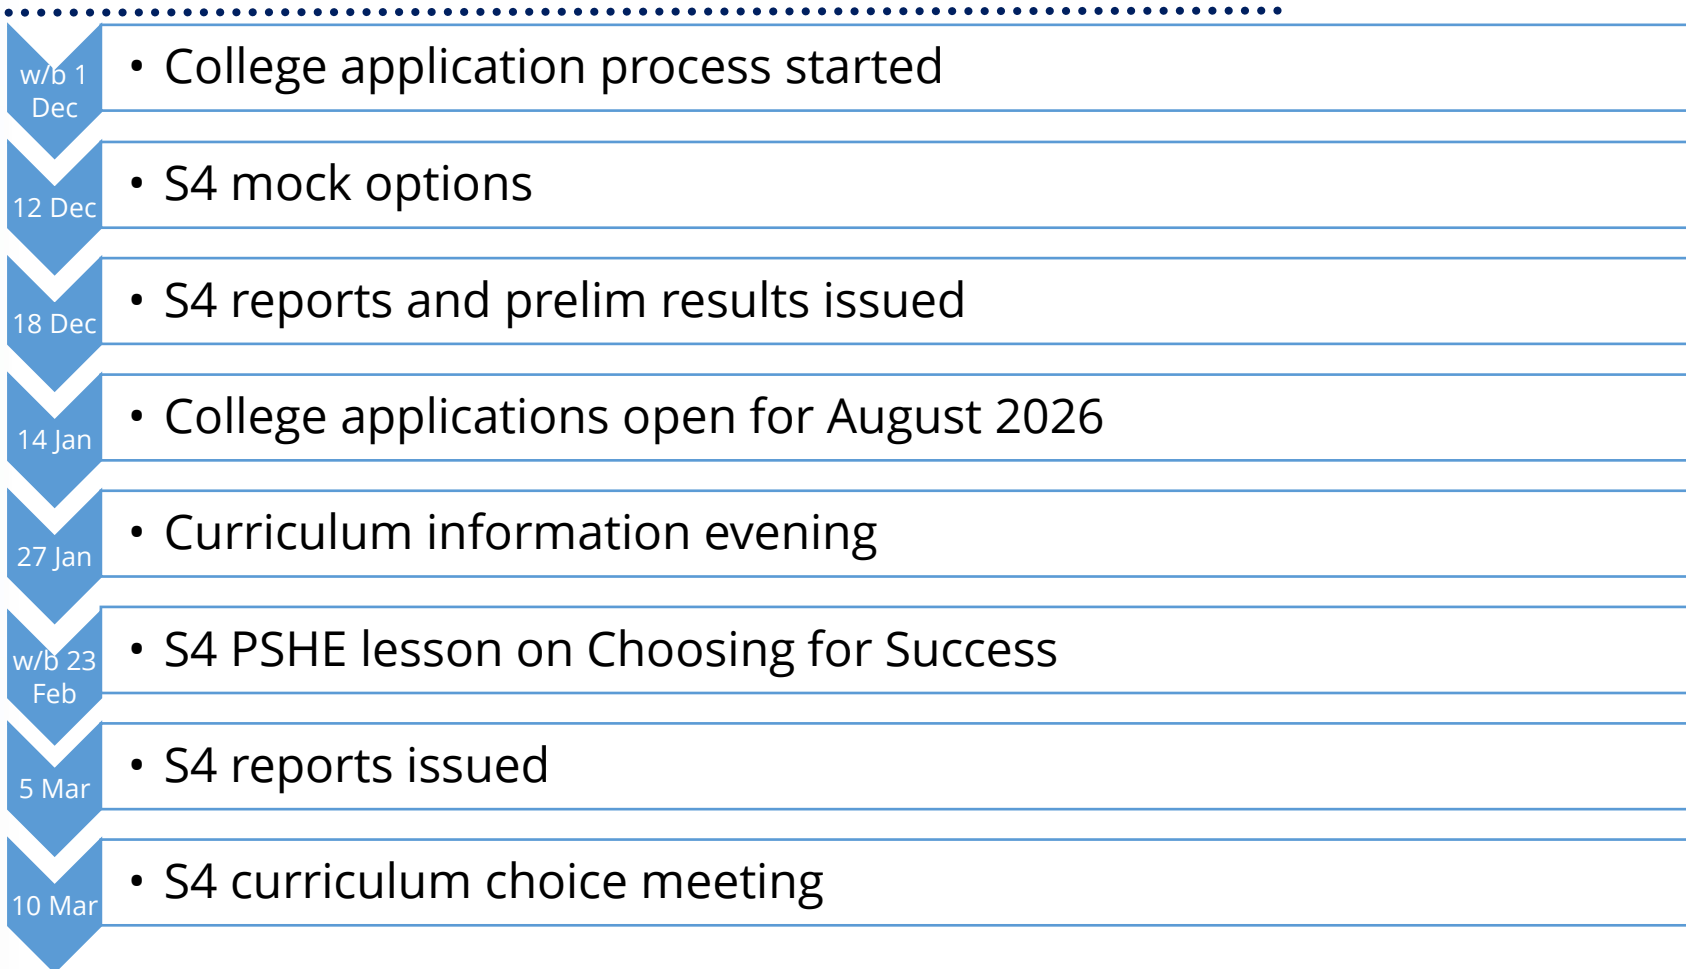 w/b 1
Dec
• College application process started
12 Dec
• S4 mock options
18 Dec
• S4 reports and prelim results issued
14 Jan
• College applications open for August 2026
27 Jan
• Curriculum information evening
w/b 23
Feb
• S4 PSHE lesson on Choosing for Success
5 Mar
• S4 reports issued
10 Mar
• S4 curriculum choice meeting